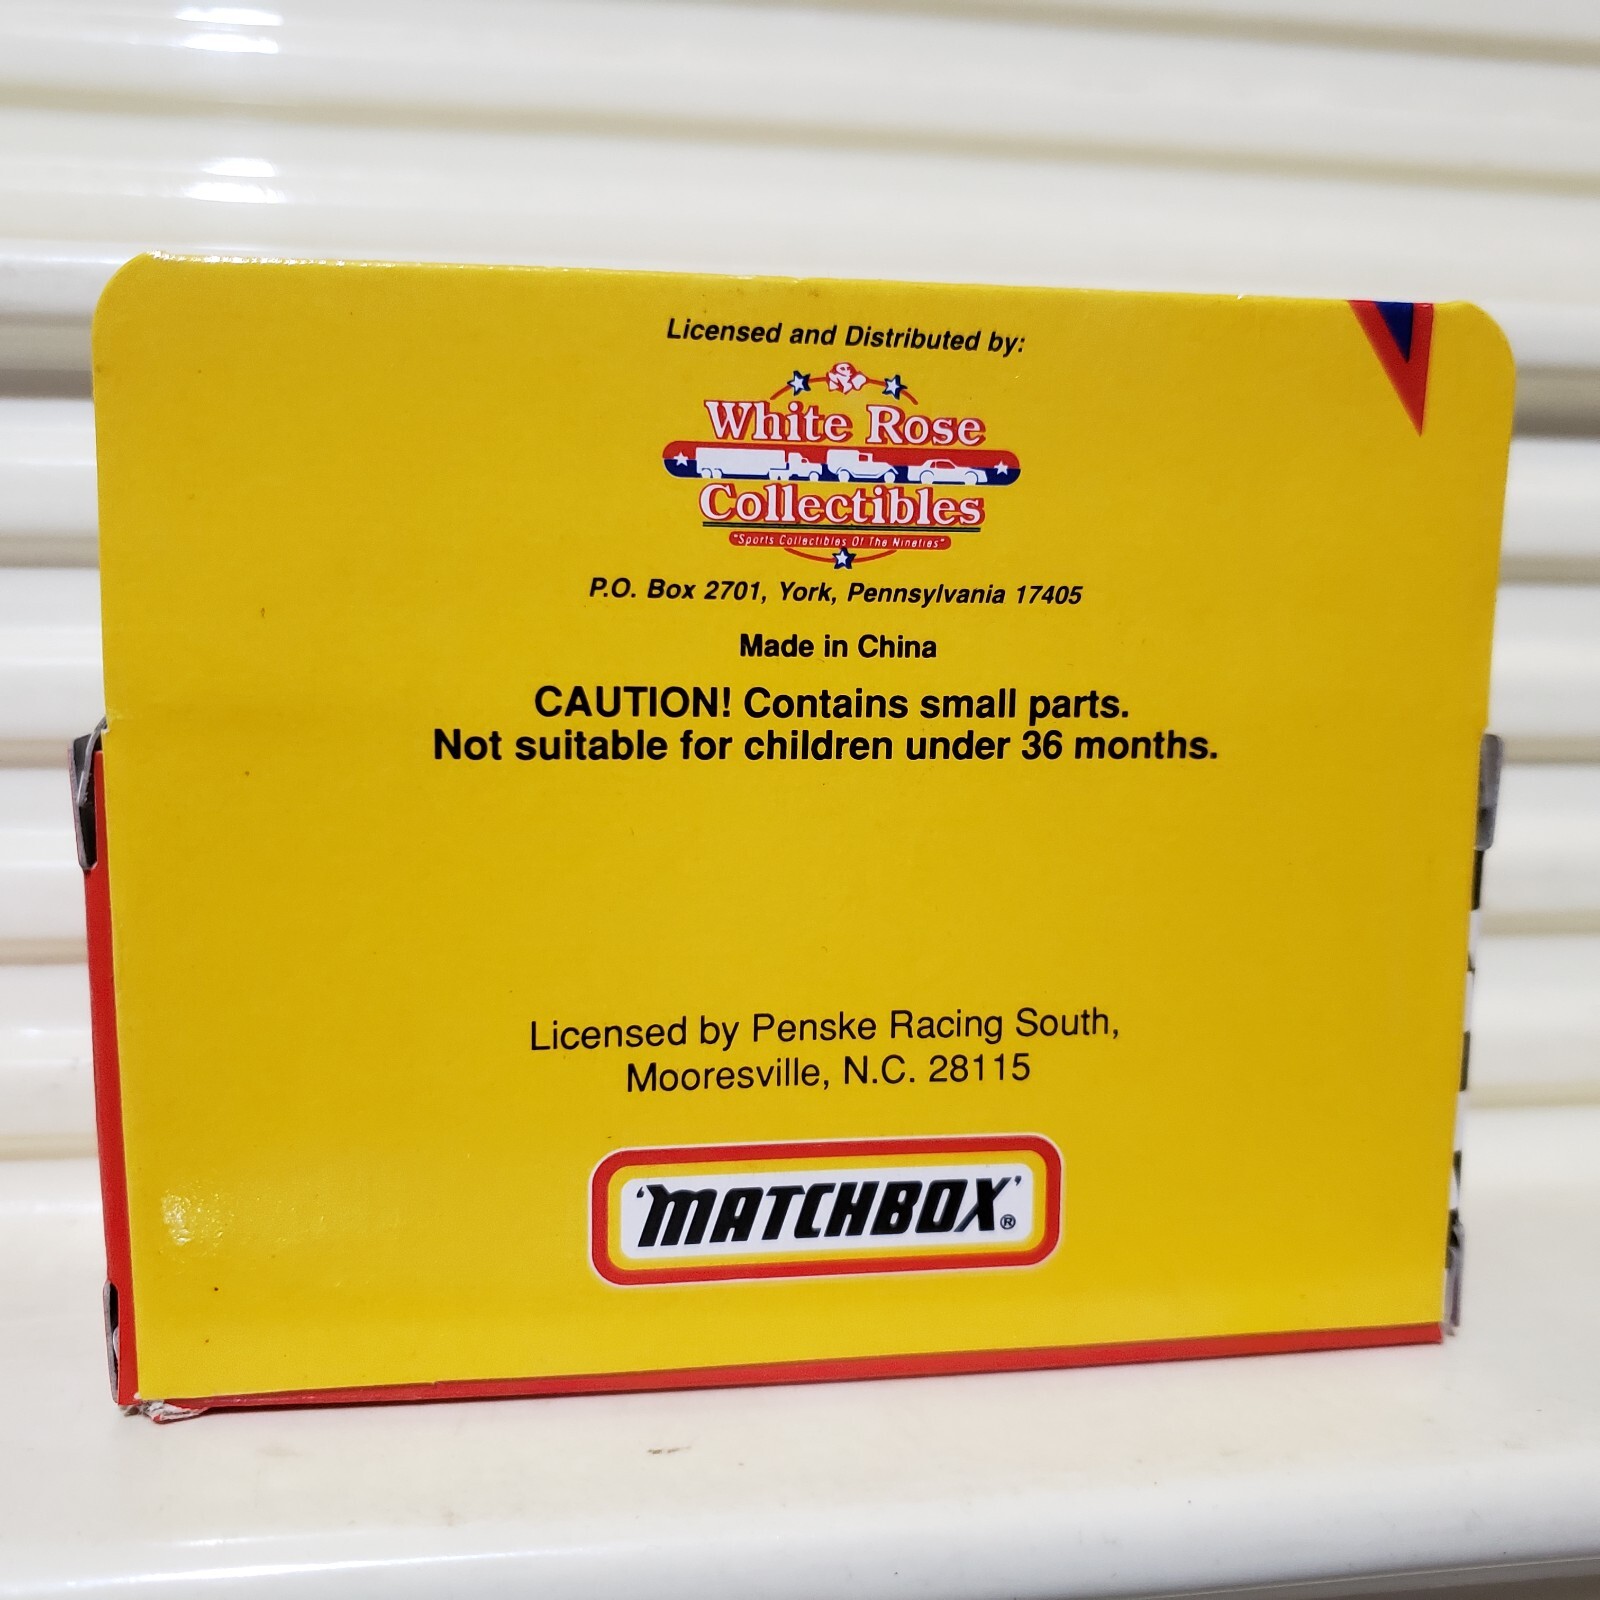 Licensed and Distributed by:
White Rose
Collectibles
"Sports Collectibles Of The Nineties"
P.O. Box 2701, York, Pennsylvania 17405
Made in China
CAUTION! Contains small parts.
Not suitable for children under 36 months.
Licensed by Penske Racing South,
Mooresville, N.C. 28115
'MATCHBOX'®